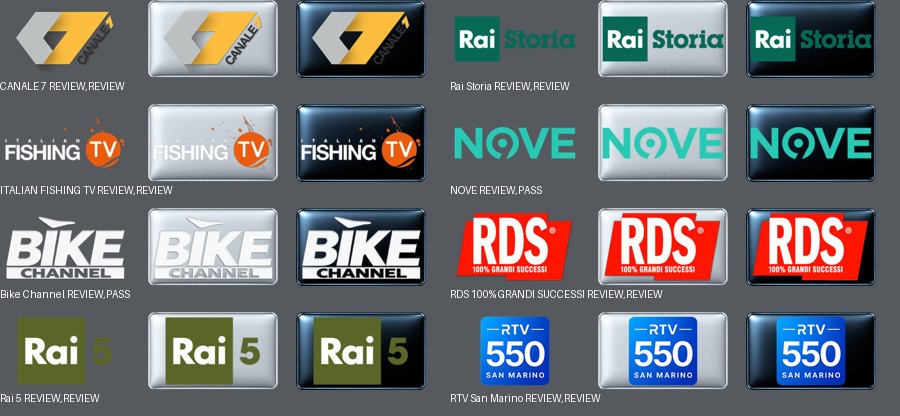 CANALE 7
CANALE 7
CANALE 7
CANALE 7 REVIEW,REVIEW
Rai Storia
Rai Storia
Rai Storia
Rai Storia REVIEW,REVIEW
ITALIAN
FISHING TV
ITALIAN
FISHING TV
ITALIAN
FISHING TV
ITALIAN FISHING TV REVIEW,REVIEW
NOVE
NOVE
NOVE
NOVE REVIEW,PASS
BIKE
CHANNEL
BIKE
CHANNEL
BIKE
CHANNEL
Bike Channel REVIEW,PASS
RDS®
100% GRANDI SUCCESSI
RDS®
100% GRANDI SUCCESSI
RDS®
100% GRANDI SUCCESSI
RDS 100% GRANDI SUCCESSI REVIEW,REVIEW
Rai 5
Rai 5
Rai 5
Rai 5 REVIEW,REVIEW
RTV
550
SAN MARINO
RTV
550
SAN MARINO
RTV
550
SAN MARINO
RTV San Marino REVIEW,REVIEW